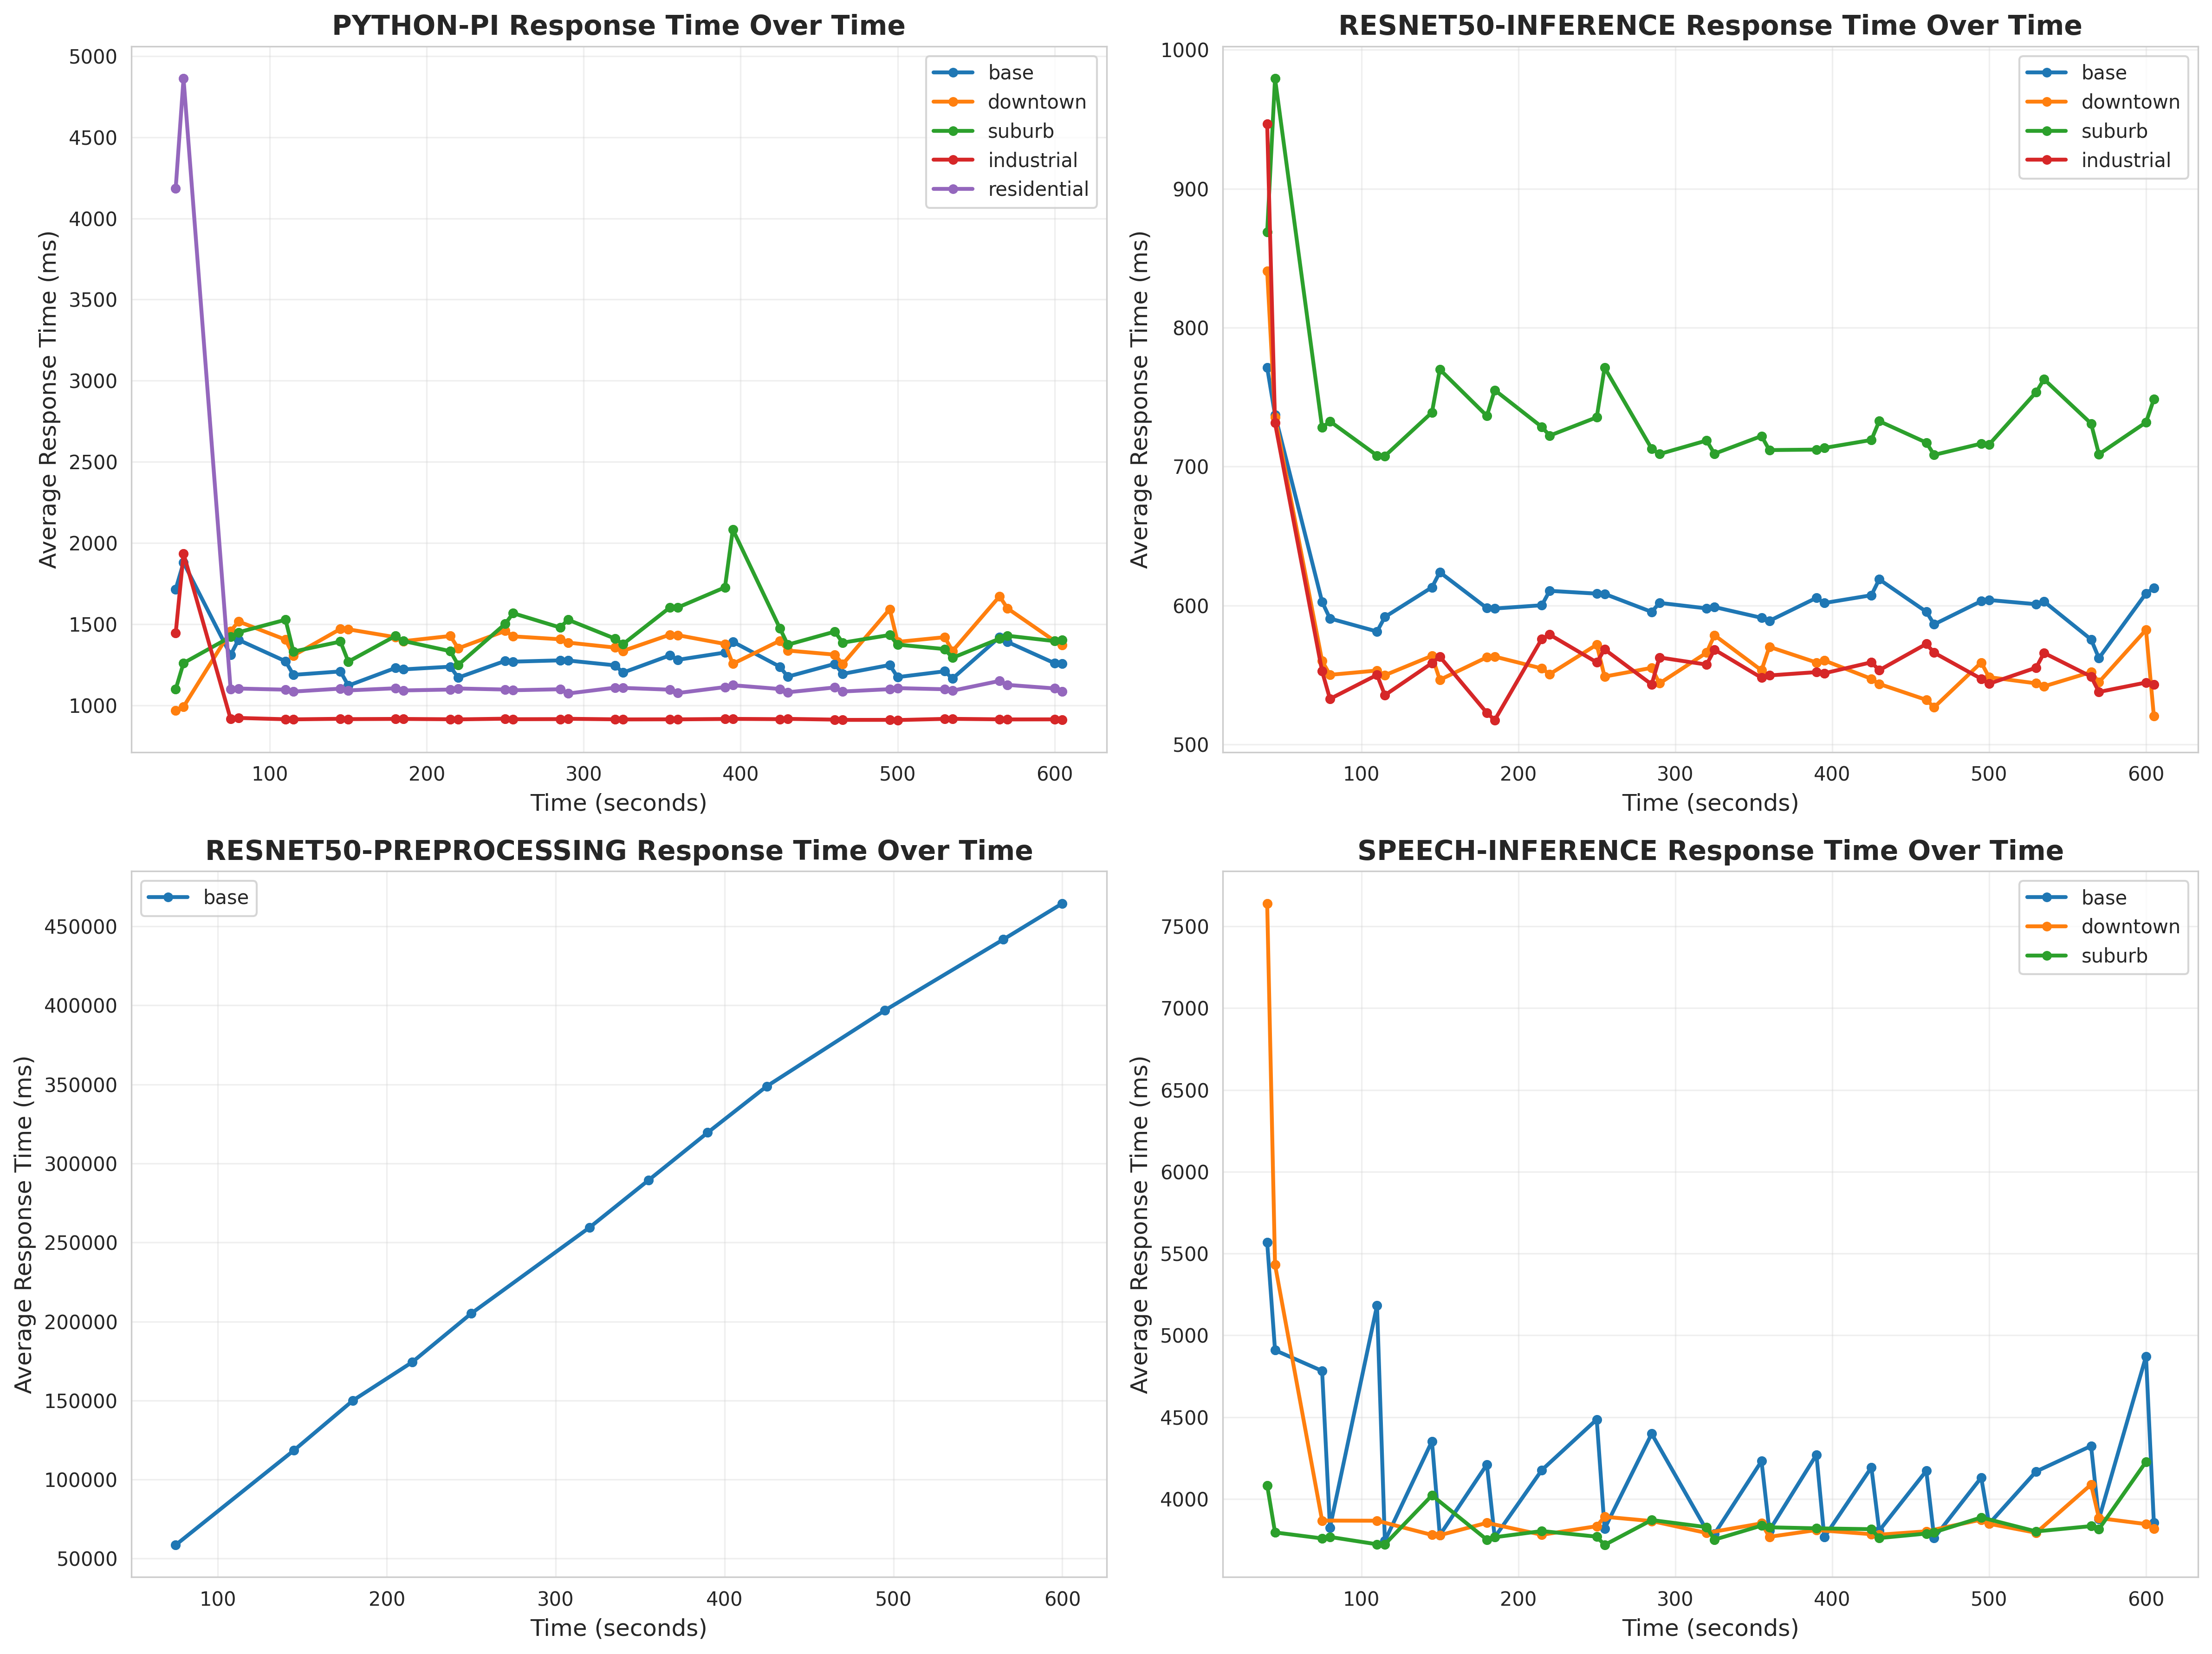 PYTHON-PI Response Time Over Time
Average Response Time (ms)
5000
4500
4000
3500
3000
2500
2000
1500
1000
base
downtown
suburb
industrial
residential
100 200 300 400 500 600
Time (seconds)
RESNET50-INFERENCE Response Time Over Time
Average Response Time (ms)
1000
900
800
700
600
500
base
downtown
suburb
industrial
100 200 300 400 500 600
Time (seconds)
RESNET50-PREPROCESSING Response Time Over Time
Average Response Time (ms)
450000
400000
350000
300000
250000
200000
150000
100000
50000
base
100 200 300 400 500 600
Time (seconds)
SPEECH-INFERENCE Response Time Over Time
Average Response Time (ms)
7500
7000
6500
6000
5500
5000
4500
4000
base
downtown
suburb
100 200 300 400 500 600
Time (seconds)